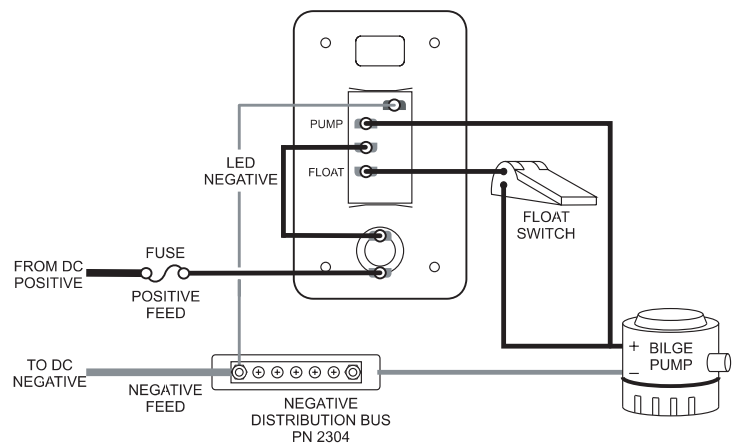 PUMP
LED
NEGATIVE
FLOAT
FLOAT
SWITCH
FUSE
FROM DC
POSITIVE
POSITIVE
FEED
+ BILGE
PUMP
−
TO DC
NEGATIVE
NEGATIVE
FEED
NEGATIVE
DISTRIBUTION BUS
PN 2304